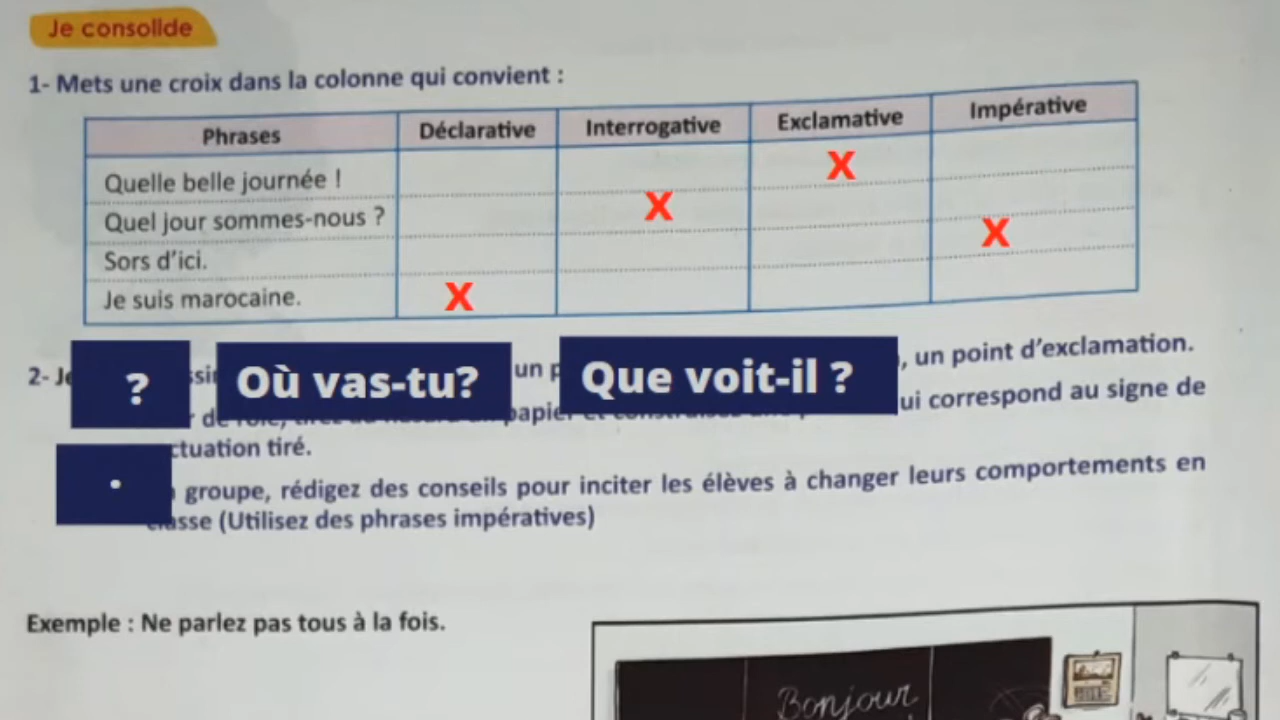 Je consolide
1- Mets une croix dans la colonne qui convient :
Phrases Déclarative Interrogative Exclamative Impérative
Quelle belle journée ! X
Quel jour sommes-nous ? X
Sors d'ici. X
Je suis marocaine. X
2- un point d'exclamation.
? Où vas-tu? Que voit-il ?
ui correspond au signe de
ctuation tiré.
.
groupe, rédigez des conseils pour inciter les élèves à changer leurs comportements en
asse (Utilisez des phrases impératives)
Exemple : Ne parlez pas tous à la fois.
Bonjour